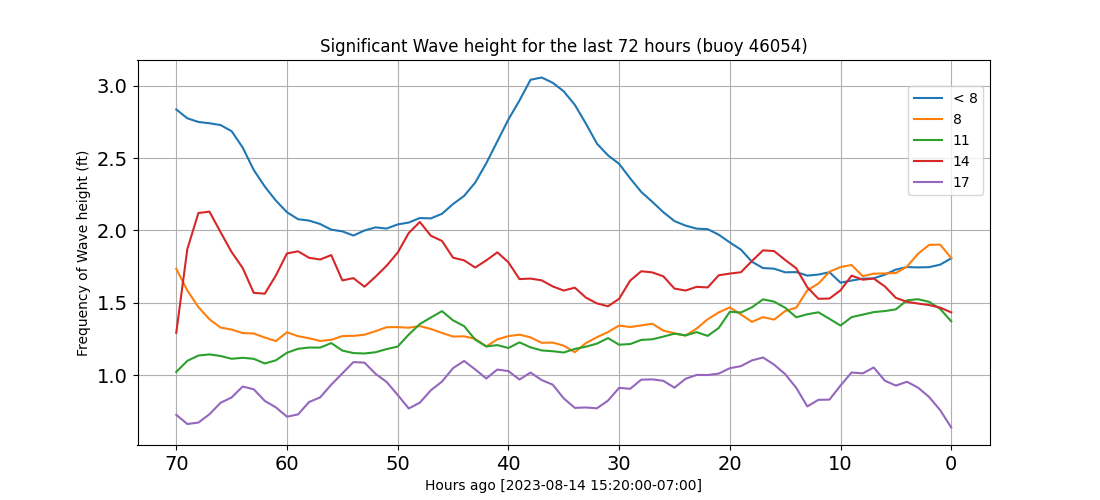 Significant Wave height for the last 72 hours (buoy 46054)
Frequency of Wave height (ft)
3.0
2.5
2.0
1.5
1.0
< 8
8
11
14
17
70 60 50 40 30 20 10 0
Hours ago [2023-08-14 15:20:00-07:00]